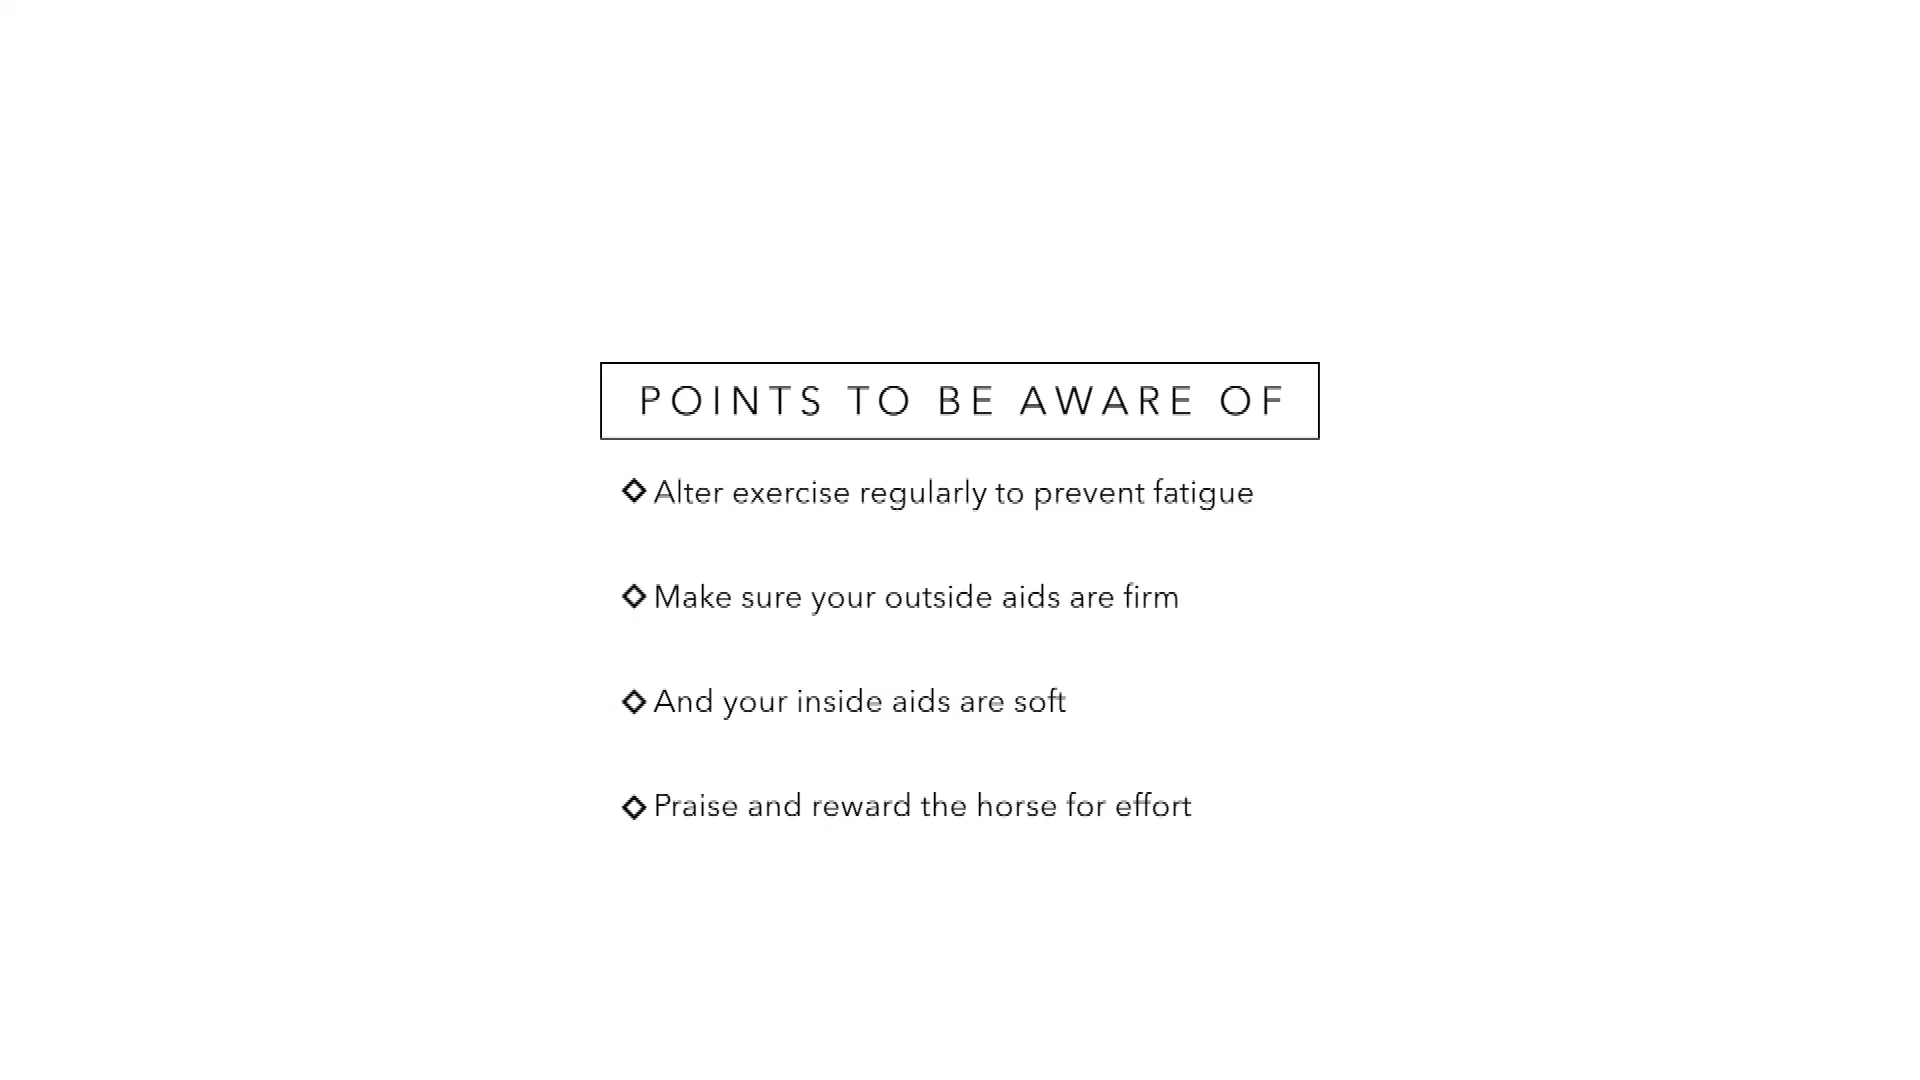 POINTS TO BE AWARE OF
Alter exercise regularly to prevent fatigue
Make sure your outside aids are firm
And your inside aids are soft
Praise and reward the horse for effort